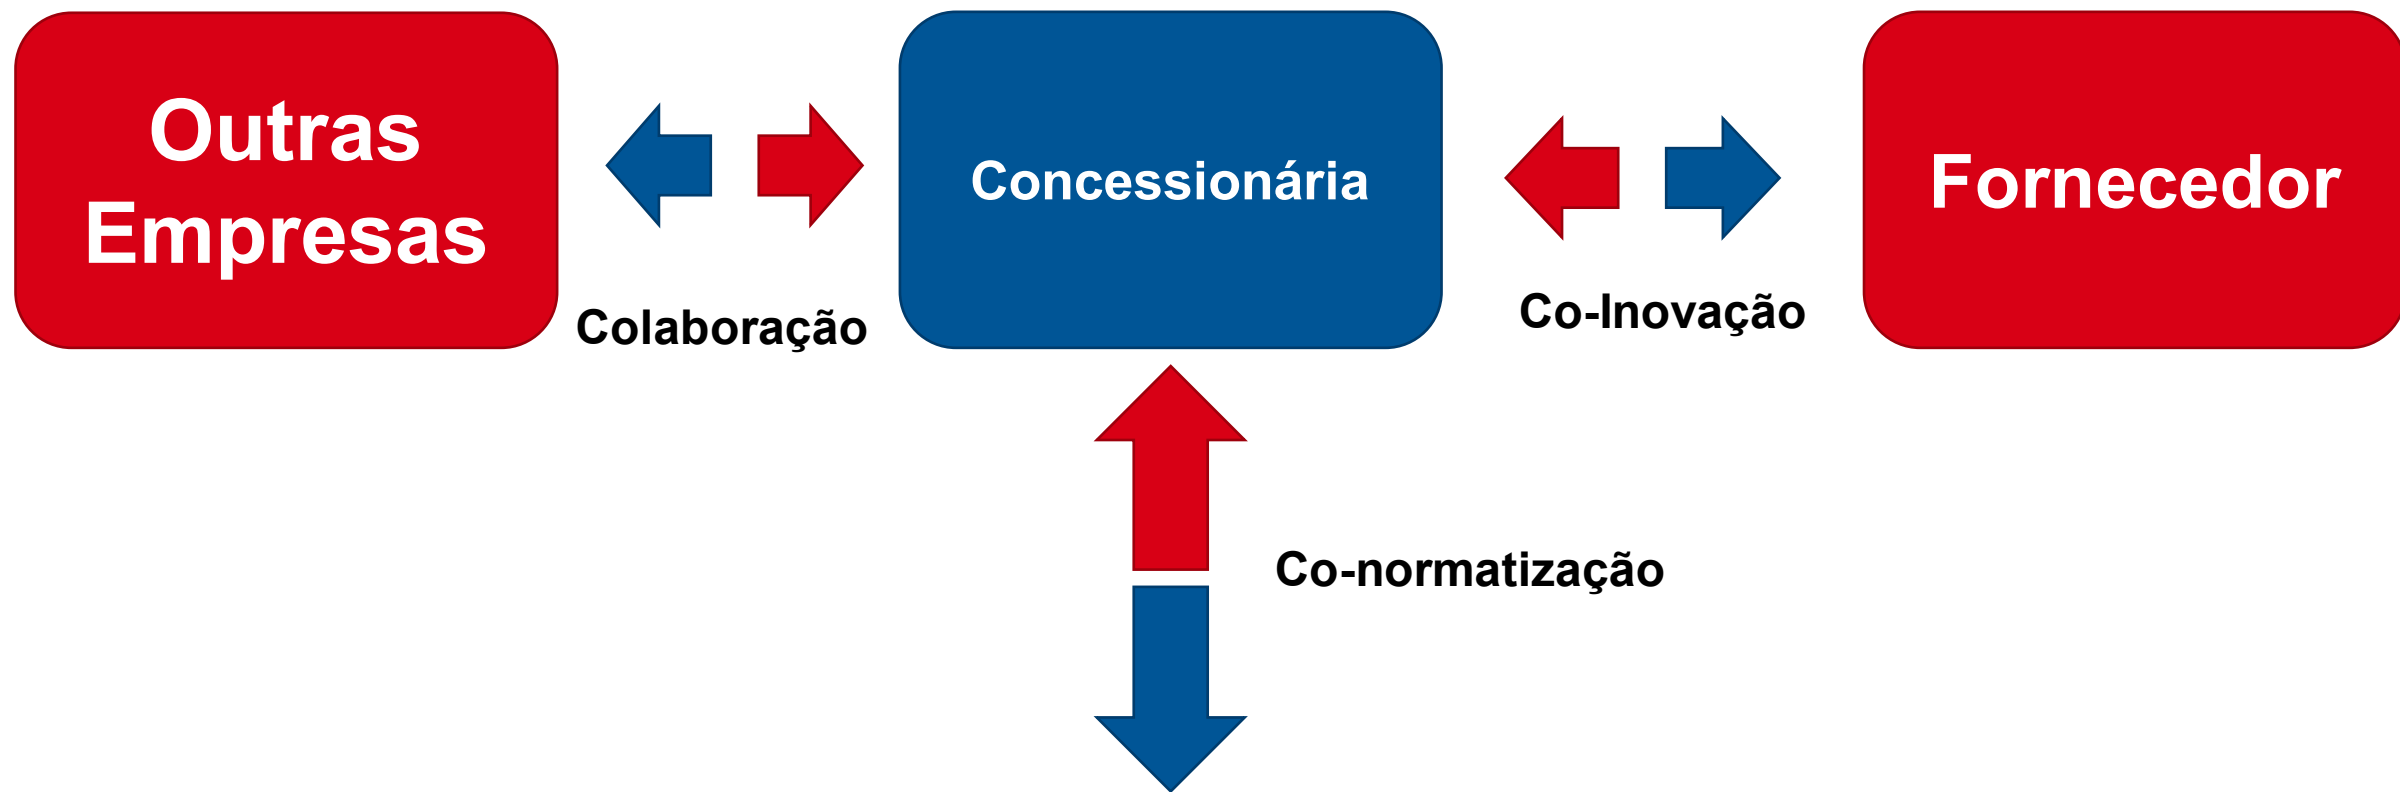 Outras
Empresas
Concessionária
Fornecedor
Colaboração
Co-Inovação
Co-normatização